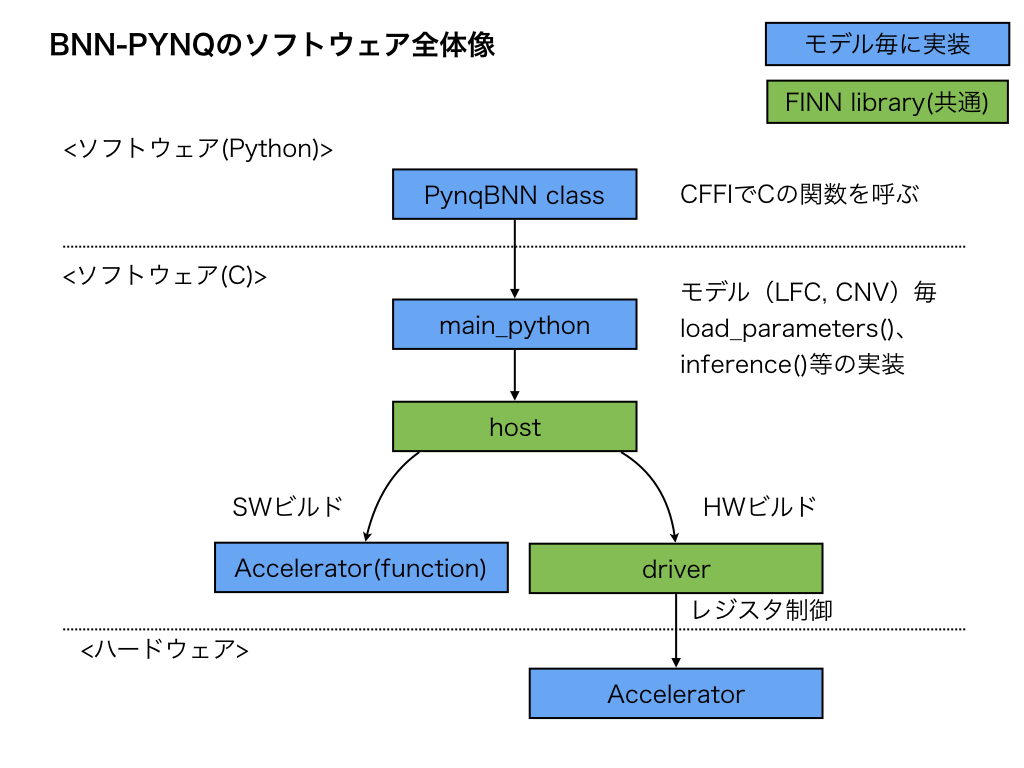 BNN-PYNQのソフトウェア全体像
モデル毎に実装
FINN library(共通)
<ソフトウェア(Python)>
PynqBNN class
CFFIでCの関数を呼ぶ
<ソフトウェア(C)>
モデル（LFC, CNV）毎
load_parameters()、
inference()等の実装
main_python
host
SWビルド
HWビルド
Accelerator(function)
driver
レジスタ制御
<ハードウェア>
Accelerator